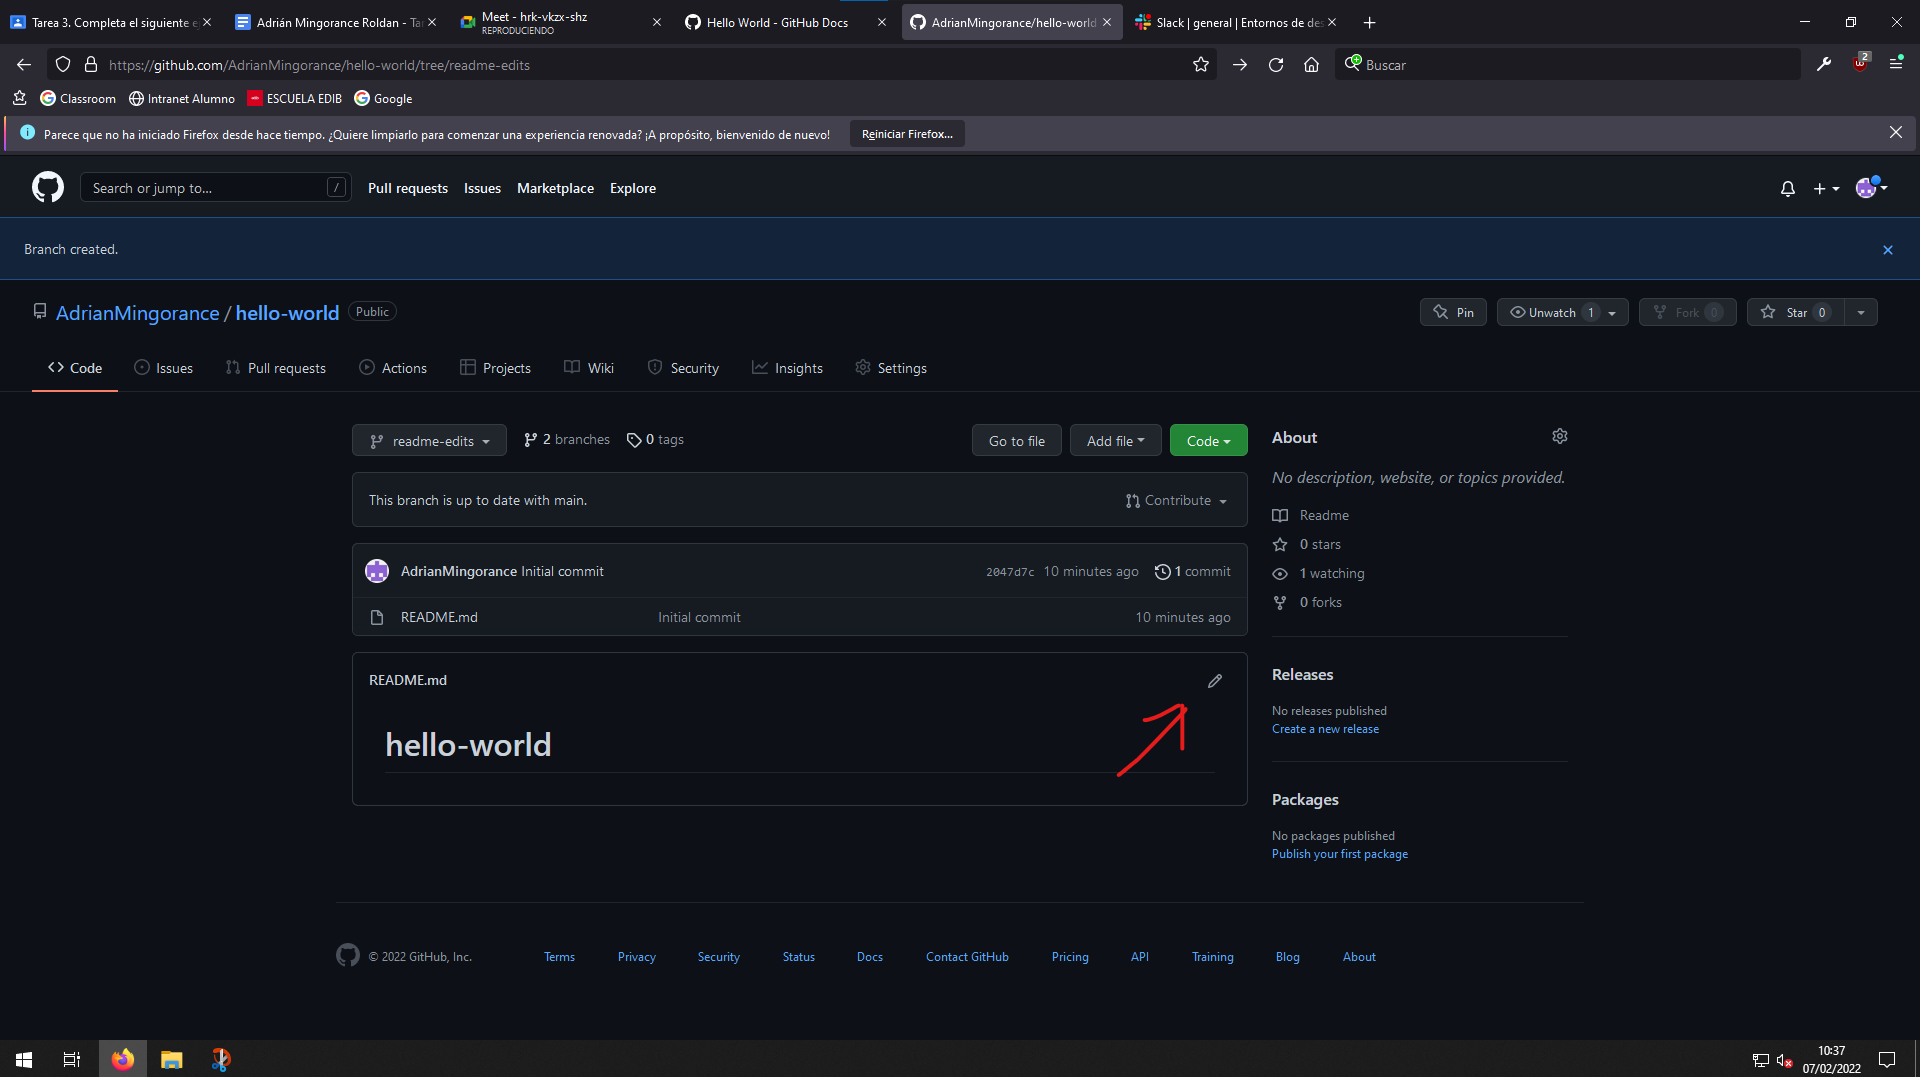 Tarea 3. Completa el siguiente e
Adrián Mingorance Roldan - Ta
Meet - hrk-vkzx-shz
REPRODUCIENDO
Hello World - GitHub Docs
AdrianMingorance/hello-world
Slack | general | Entornos de des
https://github.com/AdrianMingorance/hello-world/tree/readme-edits
Buscar
2
Classroom
Intranet Alumno
ESCUELA EDIB
Google
Parece que no ha iniciado Firefox desde hace tiempo. ¿Quiere limpiarlo para comenzar una experiencia renovada? ¡A propósito, bienvenido de nuevo!
Reiniciar Firefox...
Search or jump to...
/
Pull requests
Issues
Marketplace
Explore
Branch created.
AdrianMingorance / hello-world
Public
Pin
Unwatch 1
Fork 0
Star 0
Code
Issues
Pull requests
Actions
Projects
Wiki
Security
Insights
Settings
readme-edits
2 branches
0 tags
Go to file
Add file
Code
This branch is up to date with main.
Contribute
AdrianMingorance Initial commit
2047d7c 10 minutes ago
1 commit
README.md
Initial commit
10 minutes ago
README.md
hello-world
About
No description, website, or topics provided.
Readme
0 stars
1 watching
0 forks
Releases
No releases published
Create a new release
Packages
No packages published
Publish your first package
© 2022 GitHub, Inc.
Terms
Privacy
Security
Status
Docs
Contact GitHub
Pricing
API
Training
Blog
About
10:37
07/02/2022